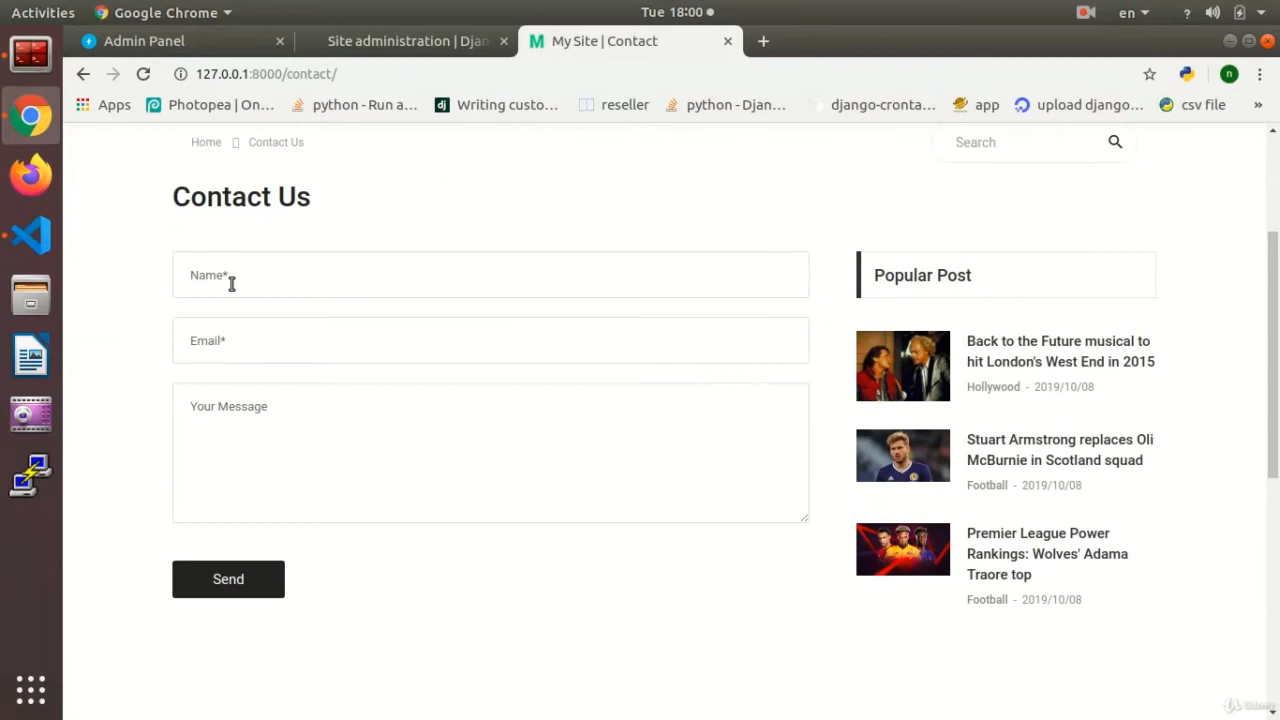 Activities
Google Chrome
Tue 18:00
en
?
Admin Panel
Site administration | Djan
M My Site | Contact
127.0.0.1:8000/contact/
n
Apps
Photopea | On...
python - Run a...
dj Writing custo...
reseller
python - Djan...
django-cronta...
app
upload django...
csv file
»
Home
Contact Us
Search
Contact Us
Name*
Email*
Your Message
Send
Popular Post
Back to the Future musical to
hit London's West End in 2015
Hollywood - 2019/10/08
Stuart Armstrong replaces Oli
McBurnie in Scotland squad
Football - 2019/10/08
Premier League Power
Rankings: Wolves' Adama
Traore top
Football - 2019/10/08
Udemy